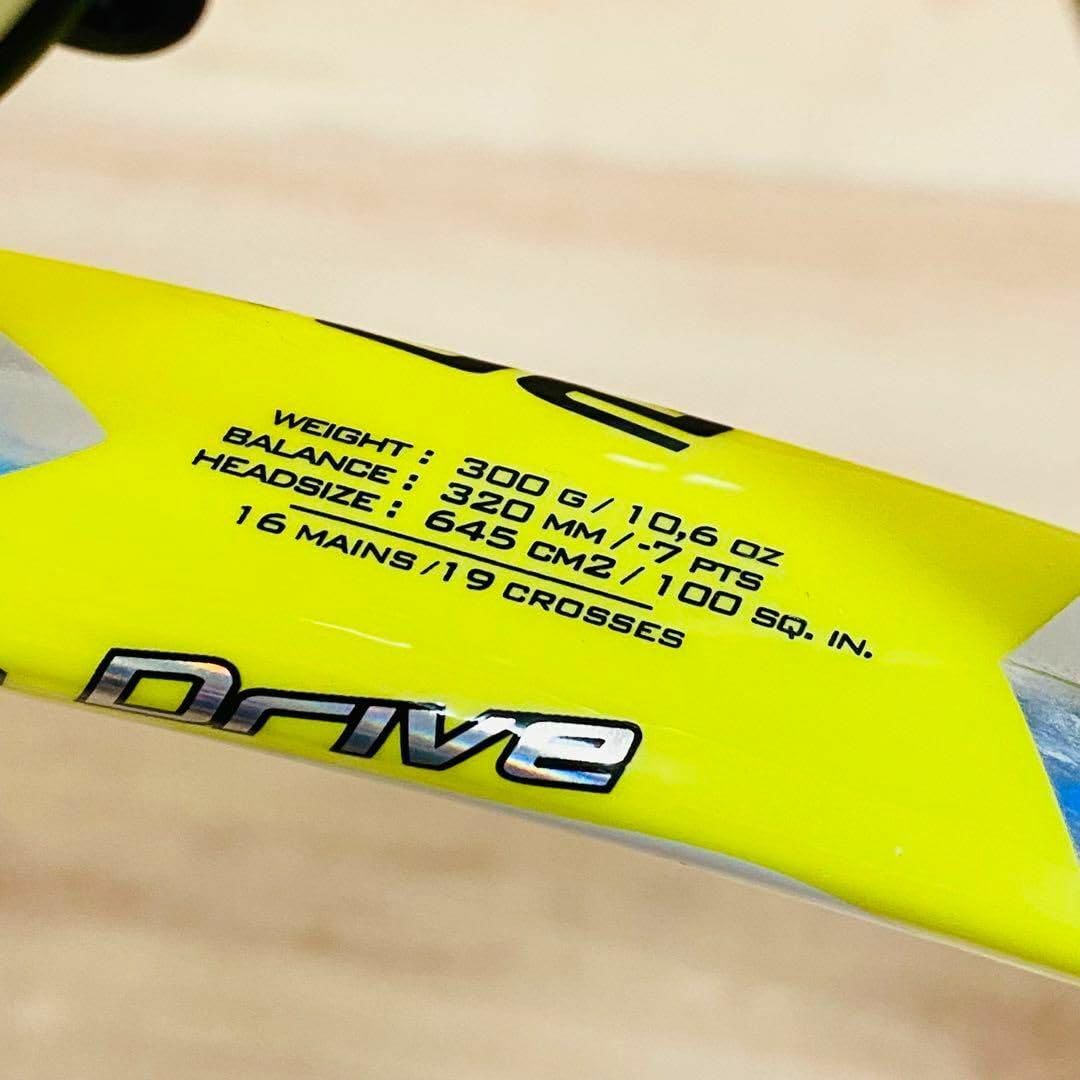 WEIGHT : 300 G / 10,6 OZ
BALANCE : 320 MM / -7 PTS
HEADSIZE : 645 CM2 / 100 SQ. IN.
16 MAINS / 19 CROSSES
Drive